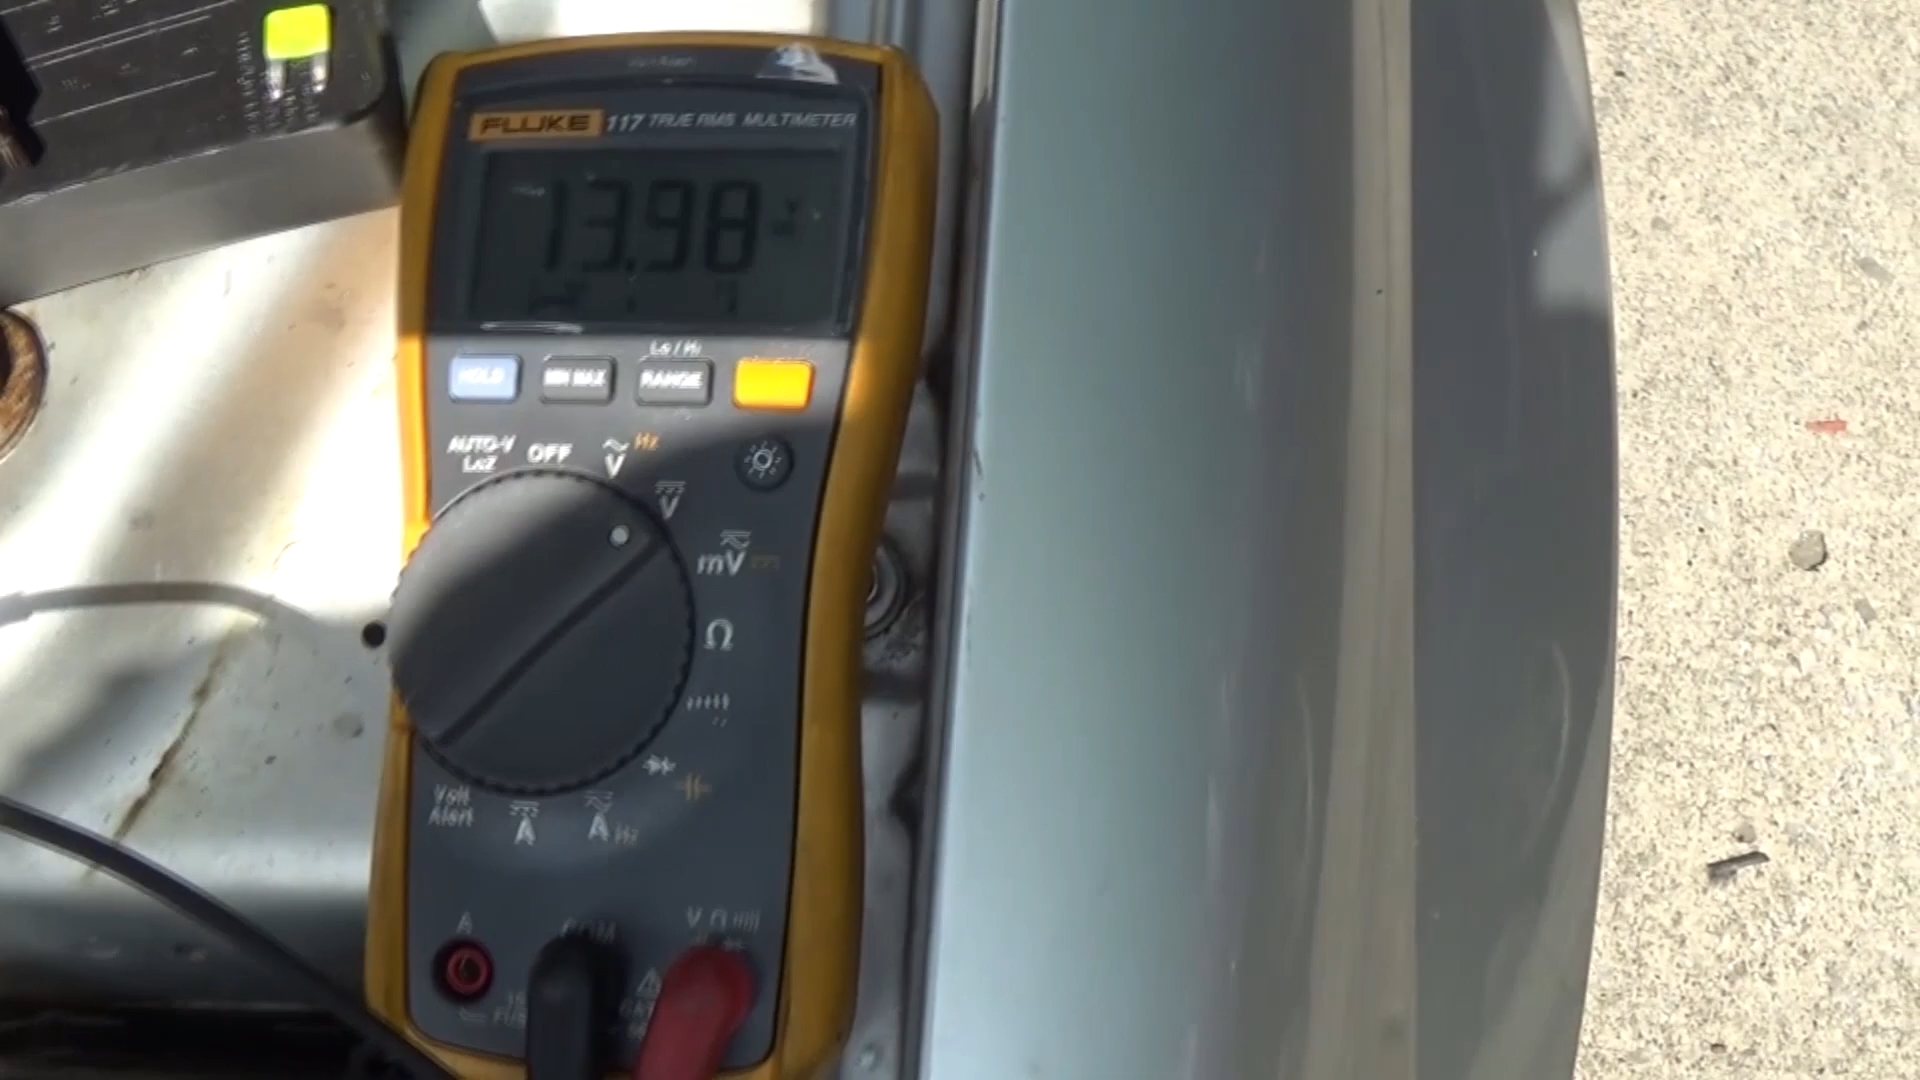 FLUKE 117 TRUE RMS MULTIMETER
13.98 V
Lo / Hi
HOLD MIN MAX RANGE
AUTO-V LoZ OFF V Hz
V
mV
Ω
Volt Alert
A
A Hz
A COM V Ω